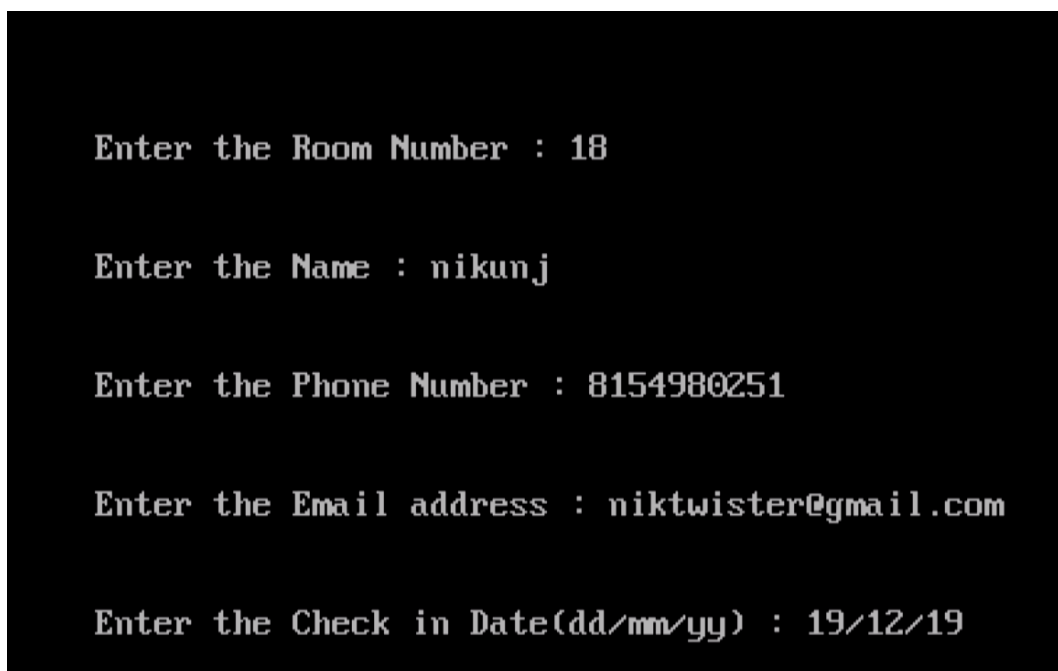 Enter the Room Number : 18
Enter the Name : nikunj
Enter the Phone Number : 8154980251
Enter the Email address : niktwister@gmail.com
Enter the Check in Date(dd/mm/yy) : 19/12/19